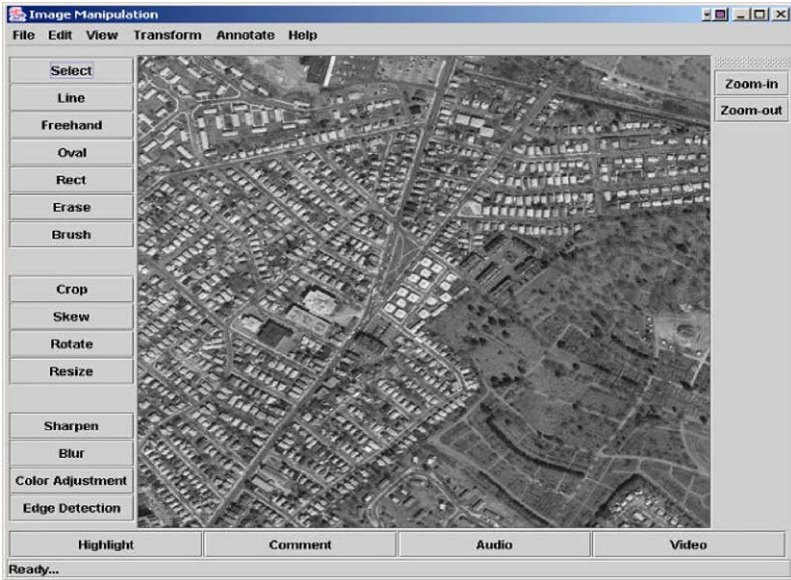 Image Manipulation
File Edit View Transform Annotate Help
Select
Line
Freehand
Oval
Rect
Erase
Brush
Crop
Skew
Rotate
Resize
Sharpen
Blur
Color Adjustment
Edge Detection
Zoom-in
Zoom-out
Highlight Comment Audio Video
Ready...